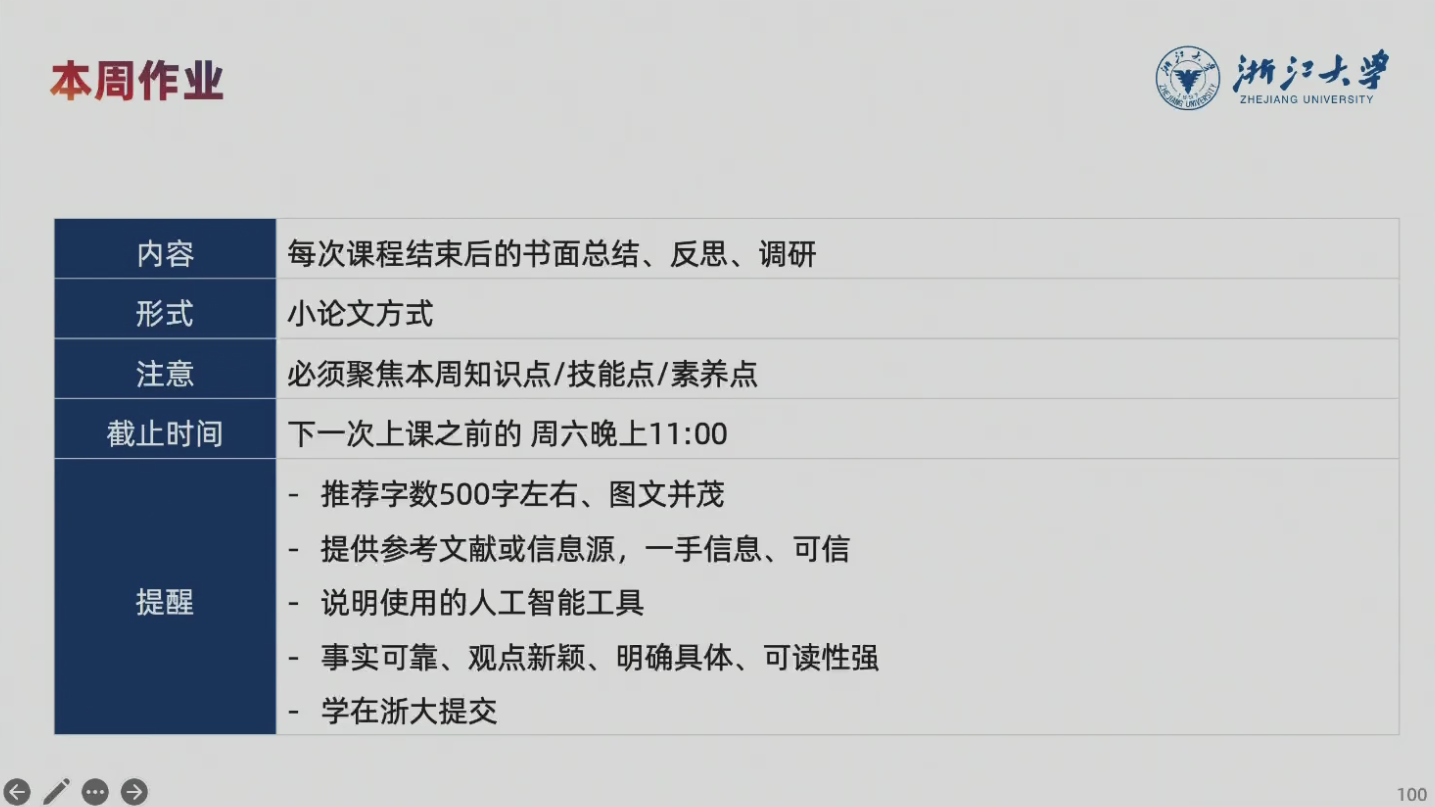 本周作业
浙江大学
ZHEJIANG UNIVERSITY
内容
每次课程结束后的书面总结、反思、调研
形式
小论文方式
注意
必须聚焦本周知识点/技能点/素养点
截止时间
下一次上课之前的 周六晚上11:00
提醒
- 推荐字数500字左右、图文并茂
- 提供参考文献或信息源，一手信息、可信
- 说明使用的人工智能工具
- 事实可靠、观点新颖、明确具体、可读性强
- 学在浙大提交
100